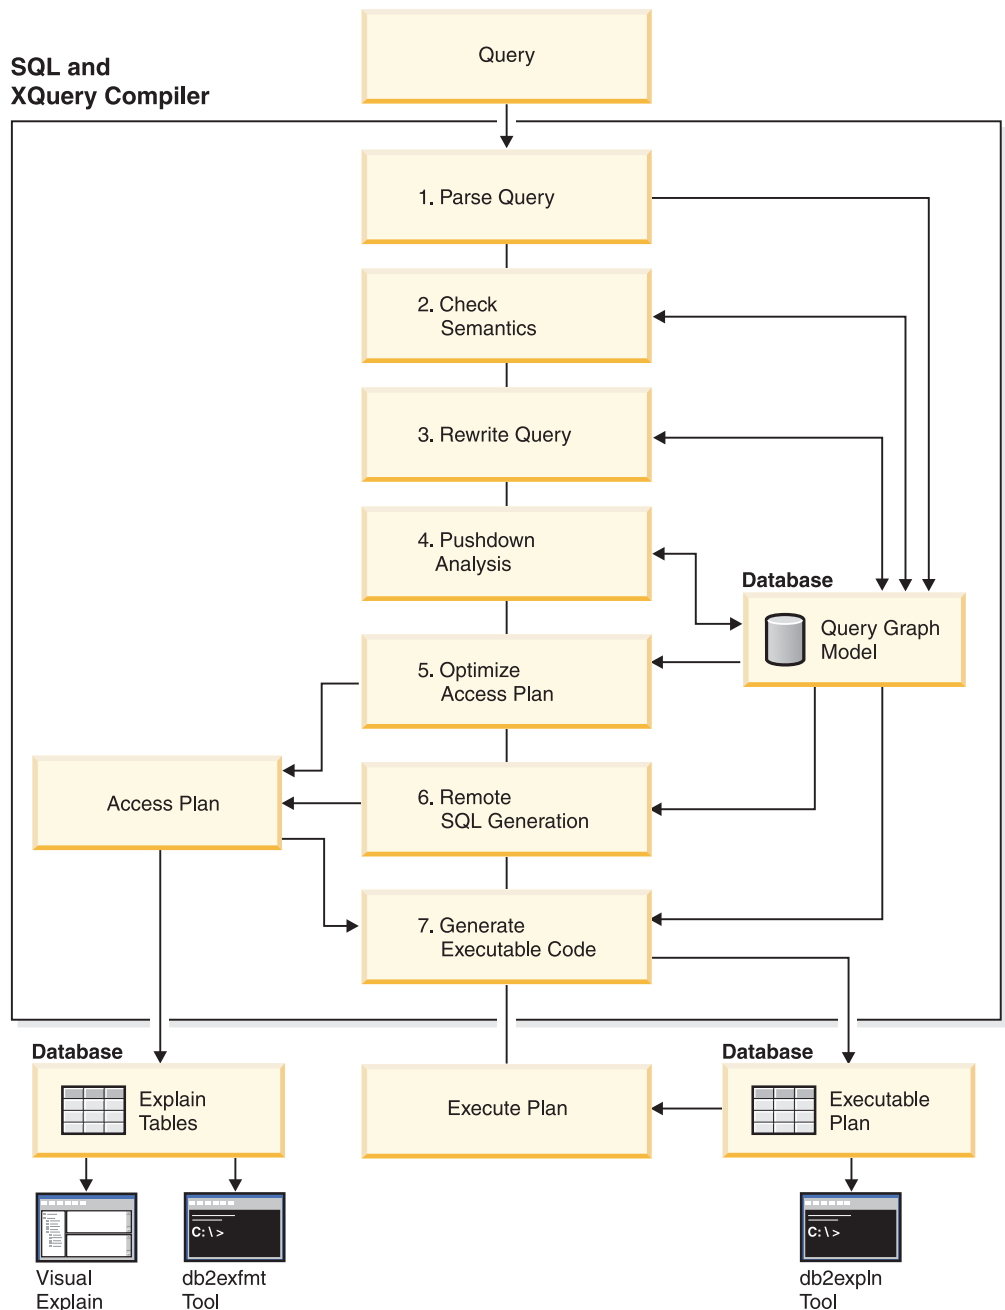 Query
SQL and
XQuery Compiler
1. Parse Query
2. Check
Semantics
3. Rewrite Query
4. Pushdown
Analysis
Database
Query Graph
Model
5. Optimize
Access Plan
Access Plan
6. Remote
SQL Generation
7. Generate
Executable Code
Database
Explain
Tables
Execute Plan
Database
Executable
Plan
C:\>
C:\>
Visual
Explain
db2exfmt
Tool
db2expln
Tool